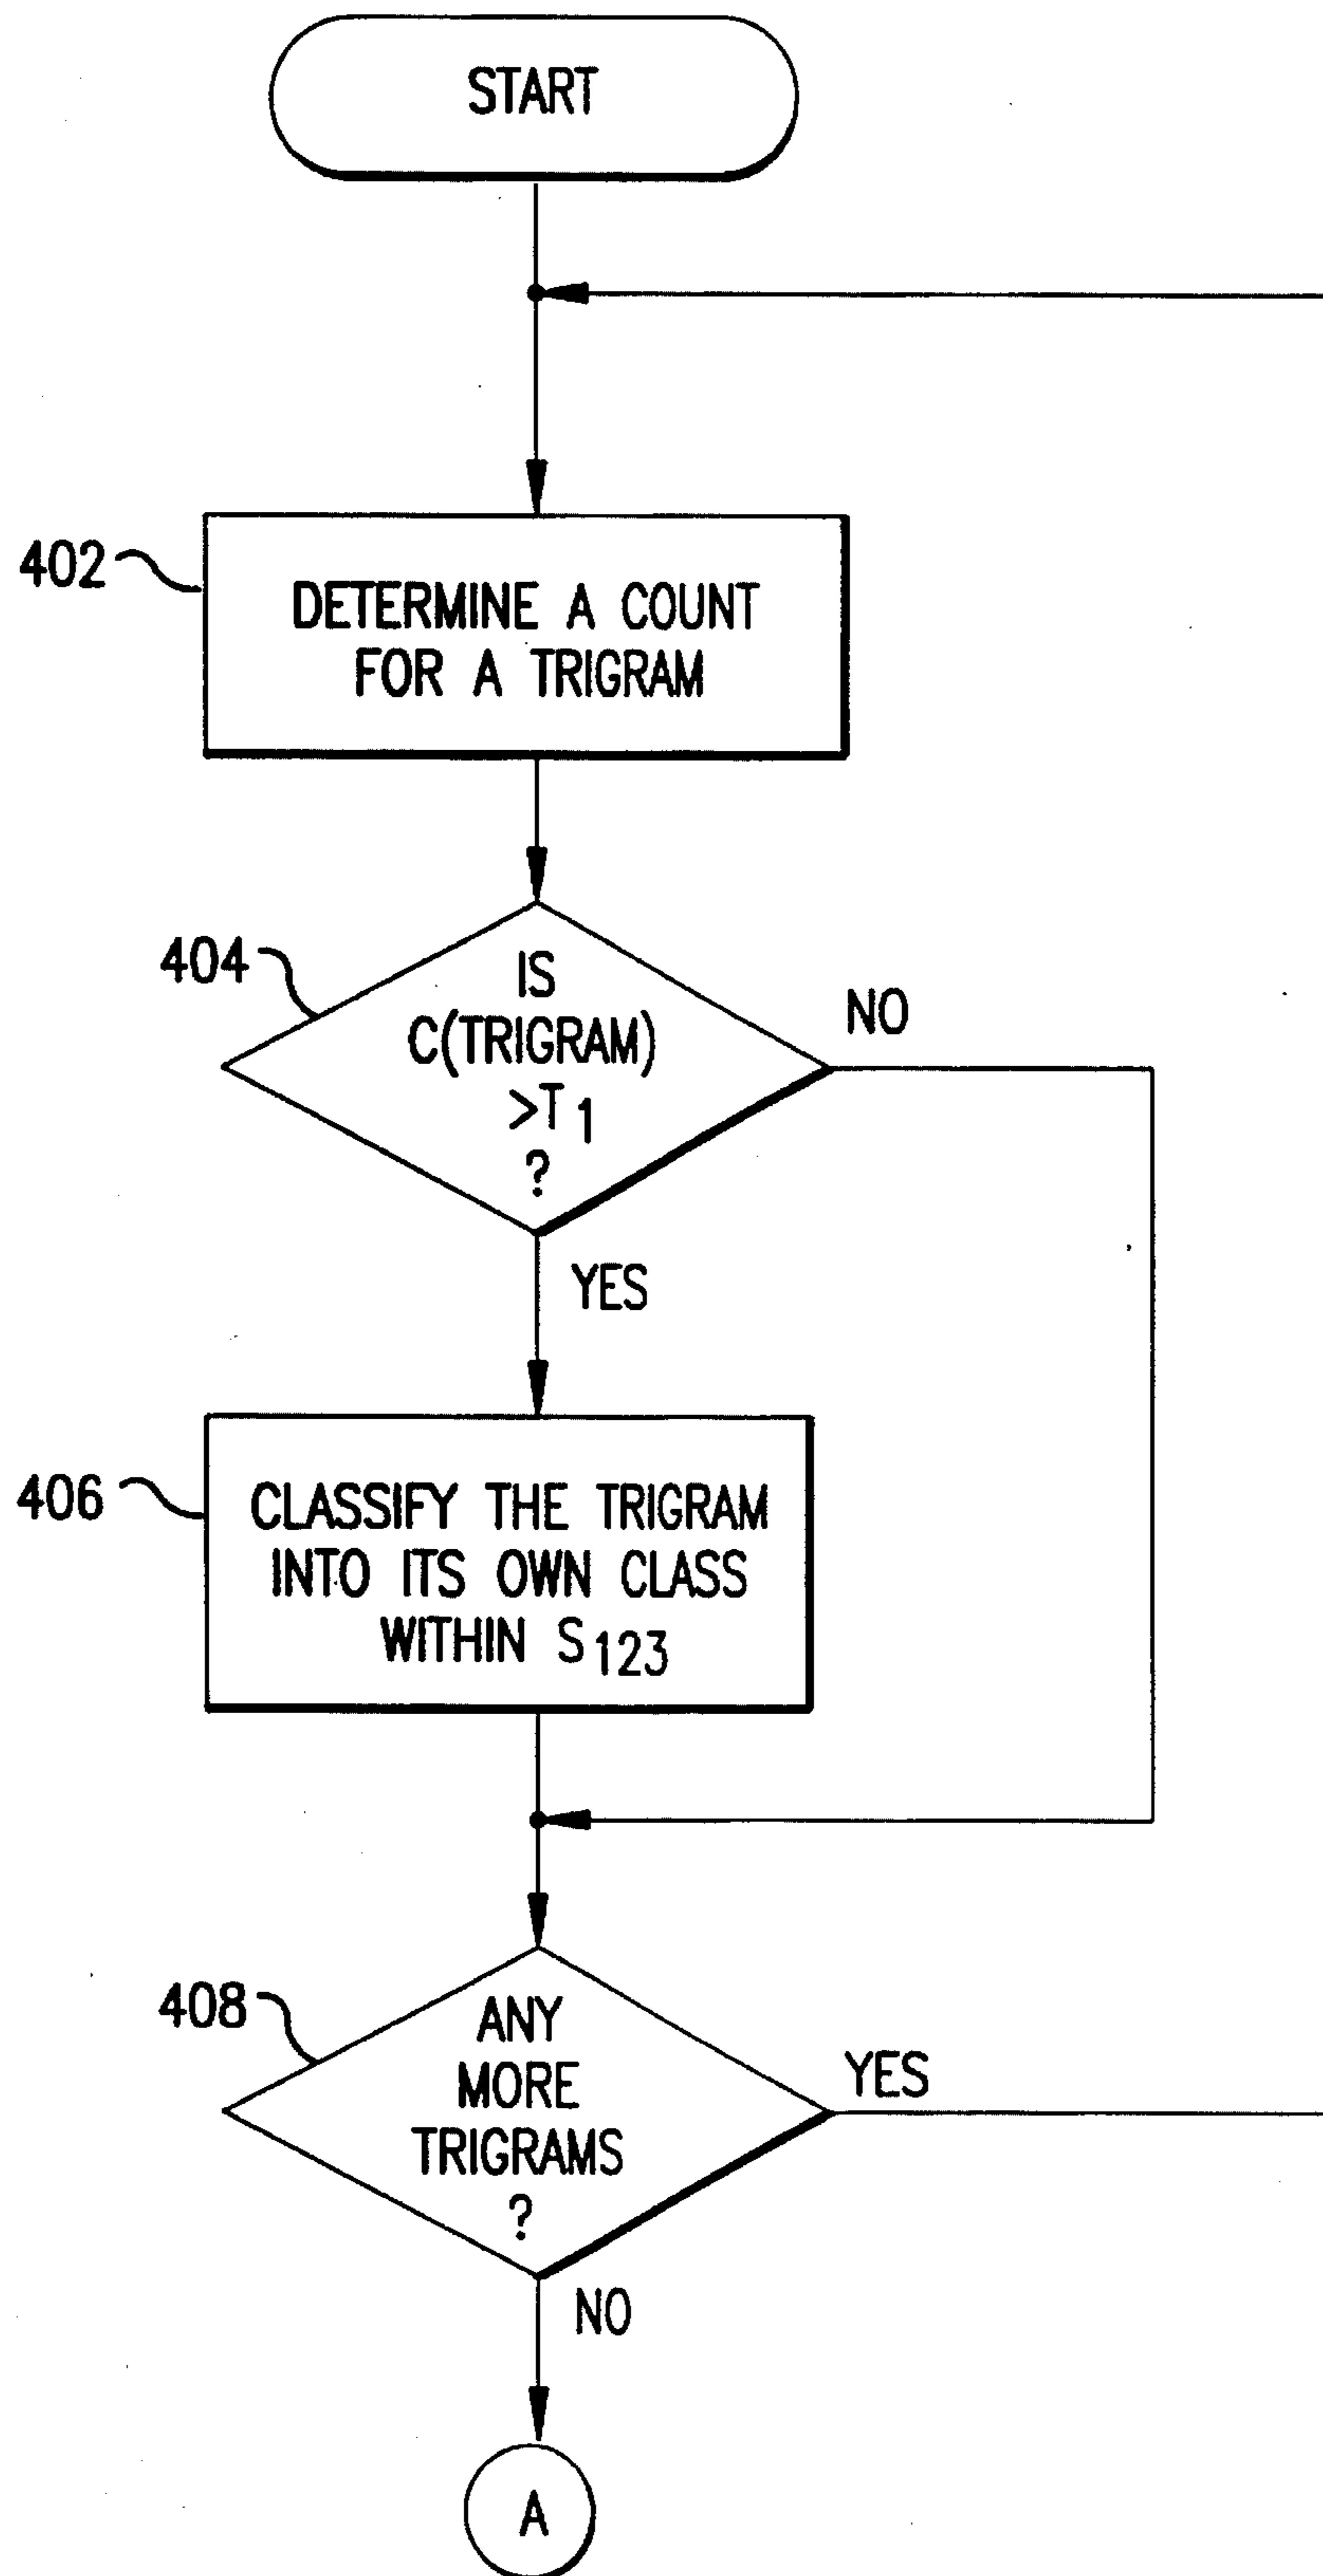 START
402
DETERMINE A COUNT
FOR A TRIGRAM
404
IS
C(TRIGRAM)
>T1
?
NO
YES
406
CLASSIFY THE TRIGRAM
INTO ITS OWN CLASS
WITHIN S123
408
ANY
MORE
TRIGRAMS
?
YES
NO
A